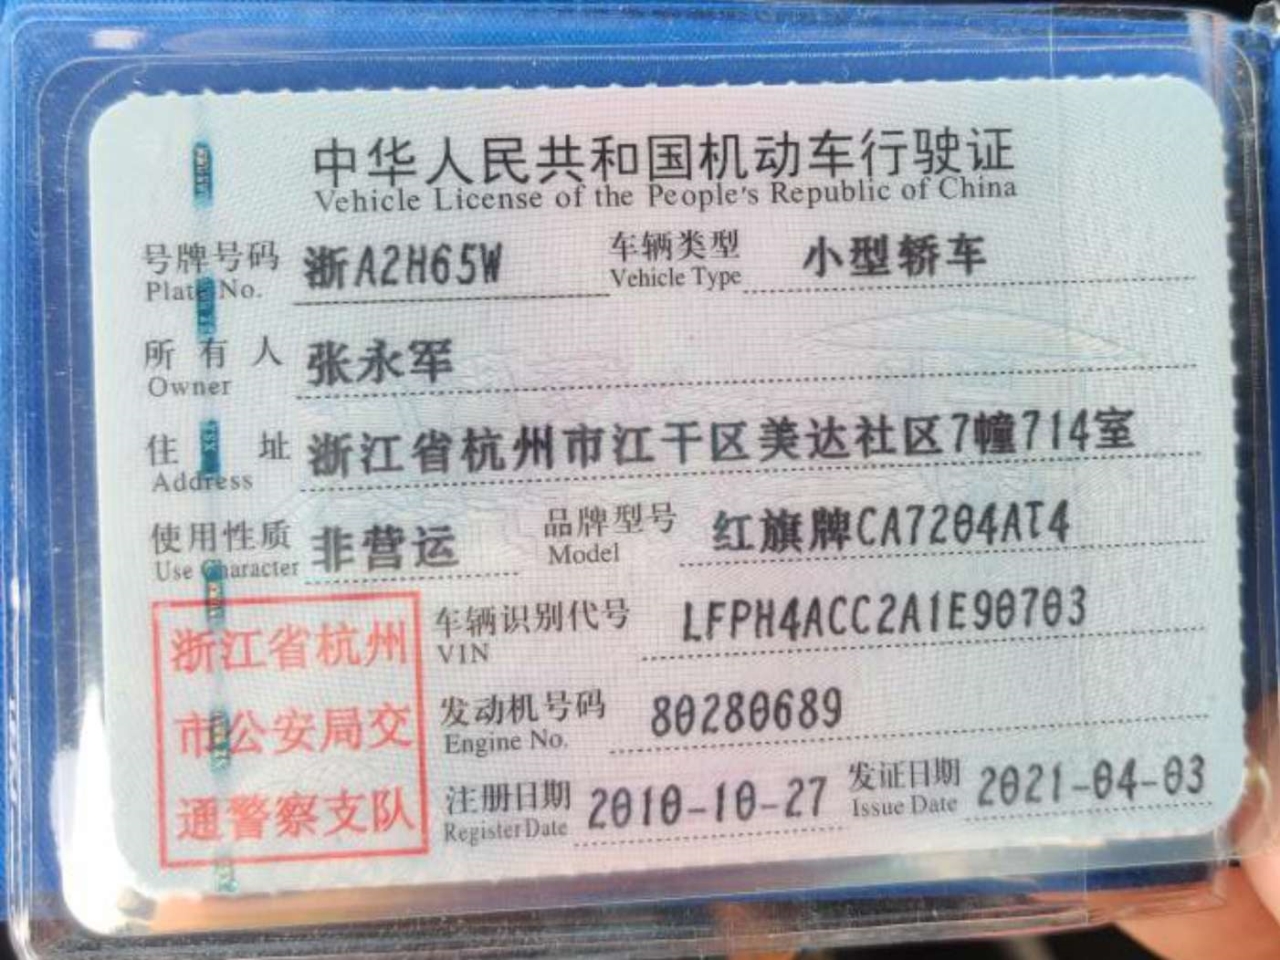 中华人民共和国机动车行驶证
Vehicle License of the People's Republic of China
号牌号码 浙A2H65W 车辆类型 小型轿车
Plate No. Vehicle Type
所有人 张永军
Owner
住址 浙江省杭州市江干区美达社区7幢714室
Address
使用性质 非营运 品牌型号 红旗牌CA7204AT4
Use Character Model
车辆识别代号 LFPH4ACC2A1E90703
VIN
发动机号码 80280689
Engine No.
注册日期 2010-10-27 发证日期 2021-04-03
Register Date Issue Date
浙江省杭州
市公安局交
通警察支队